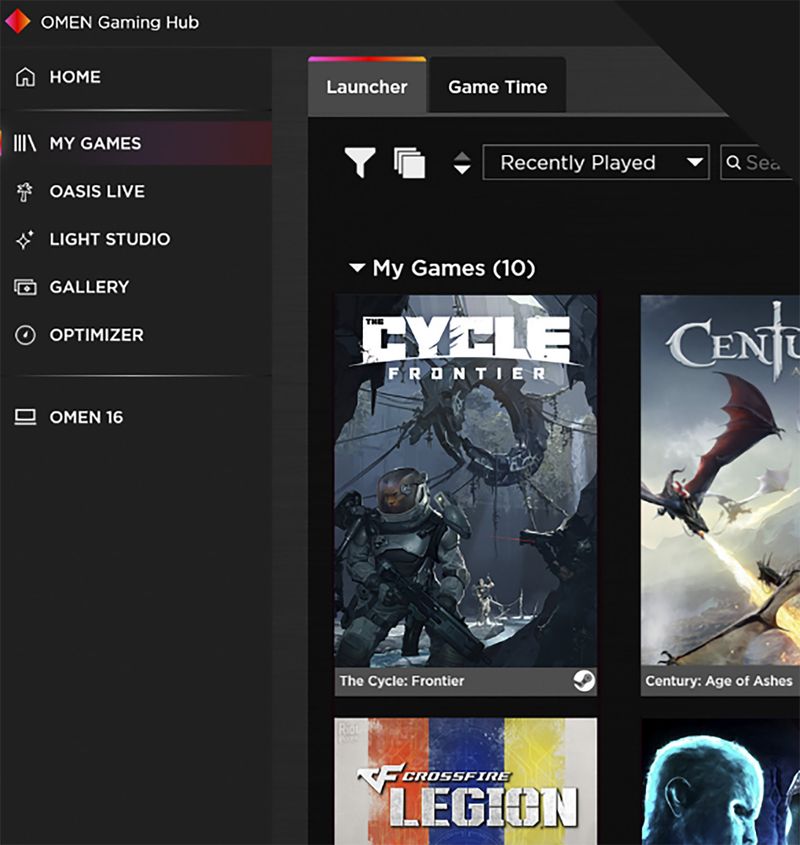 OMEN Gaming Hub
HOME
MY GAMES
OASIS LIVE
LIGHT STUDIO
GALLERY
OPTIMIZER
OMEN 16
Launcher
Game Time
Recently Played
Sea
My Games (10)
THE
CYCLE
FRONTIER
The Cycle: Frontier
CENTU
A
Century: Age of Ashes
CF CROSSFIRE
LEGION